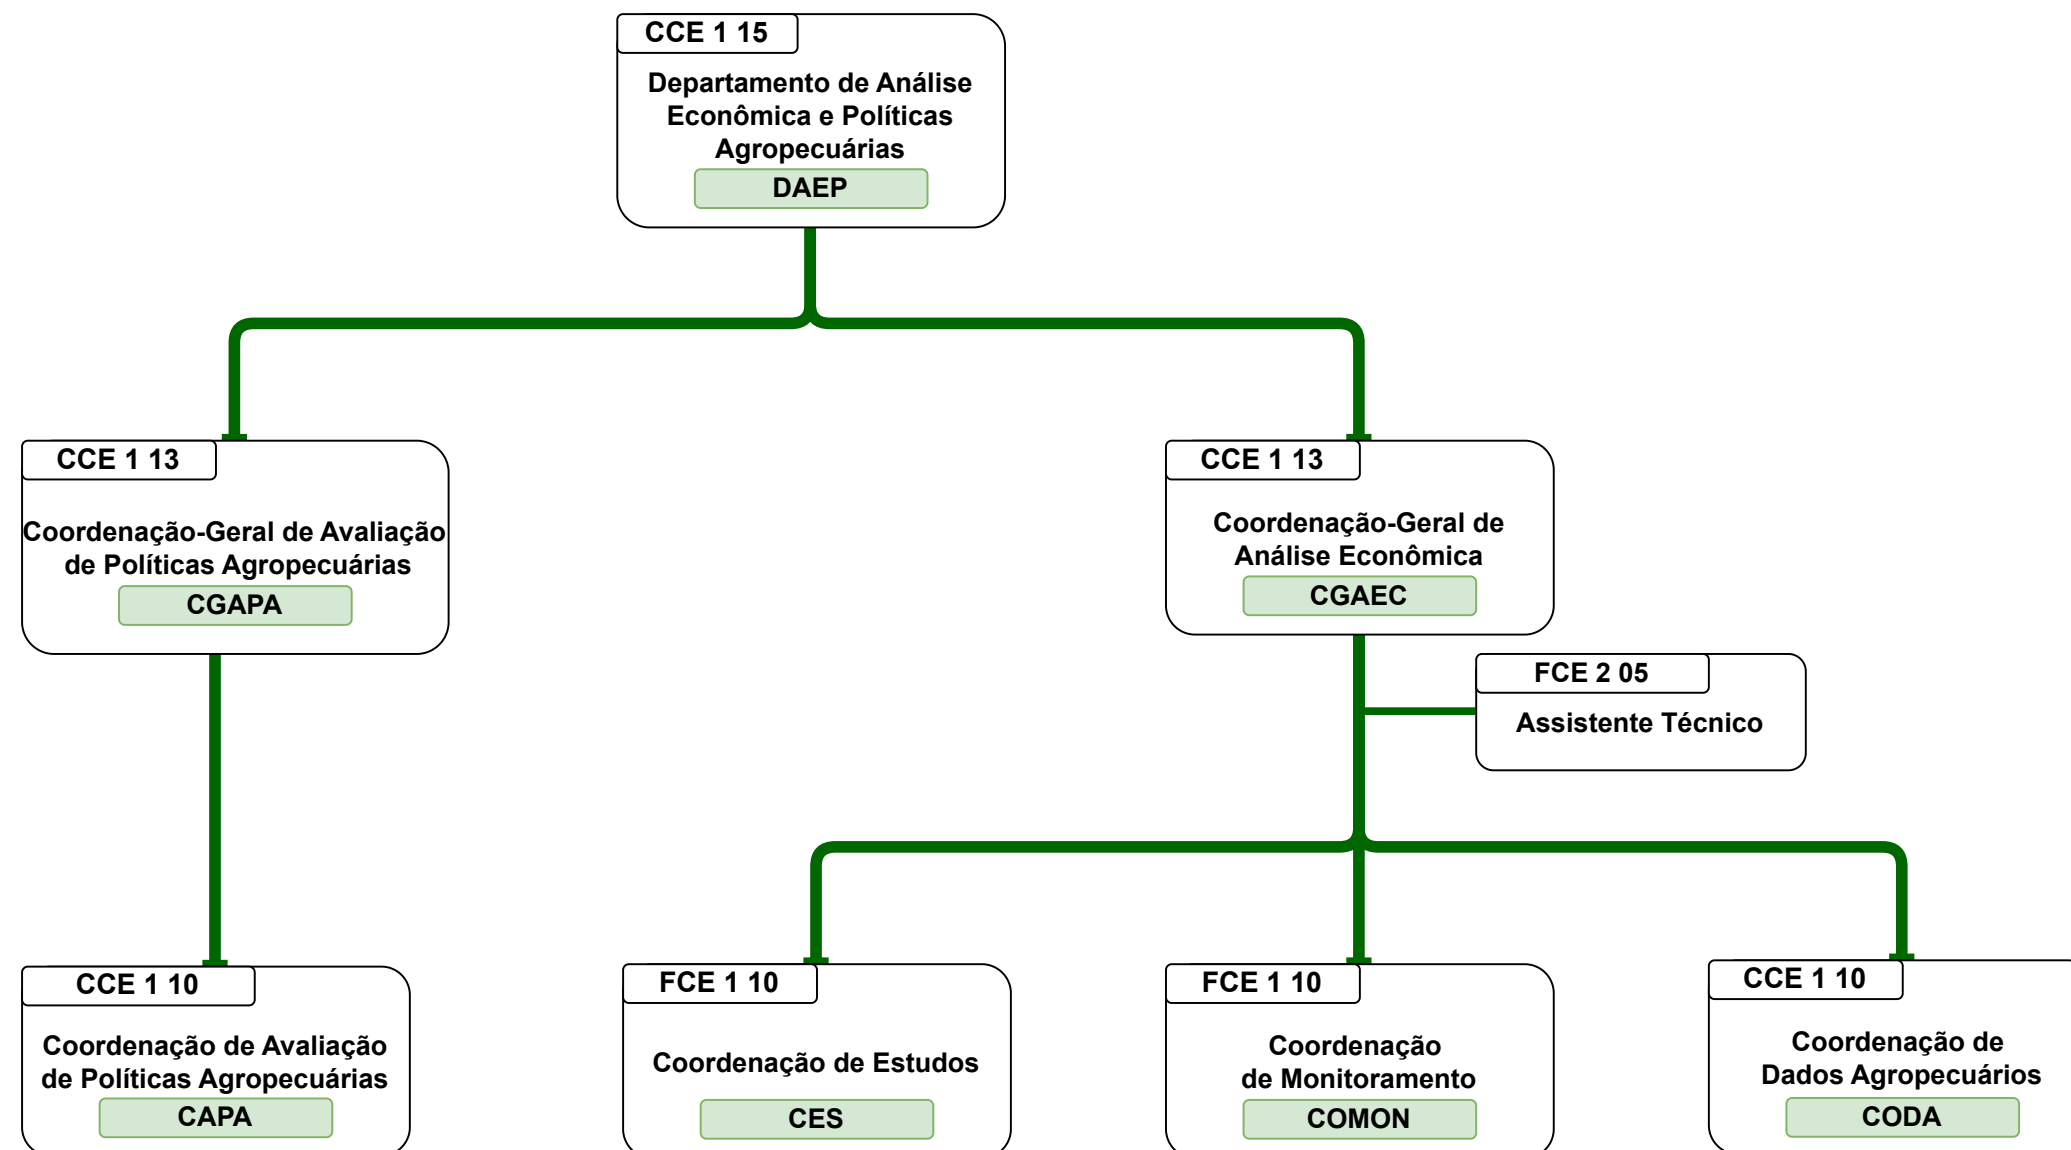 CCE 1 15
Departamento de Análise
Econômica e Políticas
Agropecuárias
DAEP
CCE 1 13
Coordenação-Geral de Avaliação
de Políticas Agropecuárias
CGAPA
CCE 1 13
Coordenação-Geral de
Análise Econômica
CGAEC
FCE 2 05
Assistente Técnico
CCE 1 10
Coordenação de Avaliação
de Políticas Agropecuárias
CAPA
FCE 1 10
Coordenação de Estudos
CES
FCE 1 10
Coordenação
de Monitoramento
COMON
CCE 1 10
Coordenação de
Dados Agropecuários
CODA